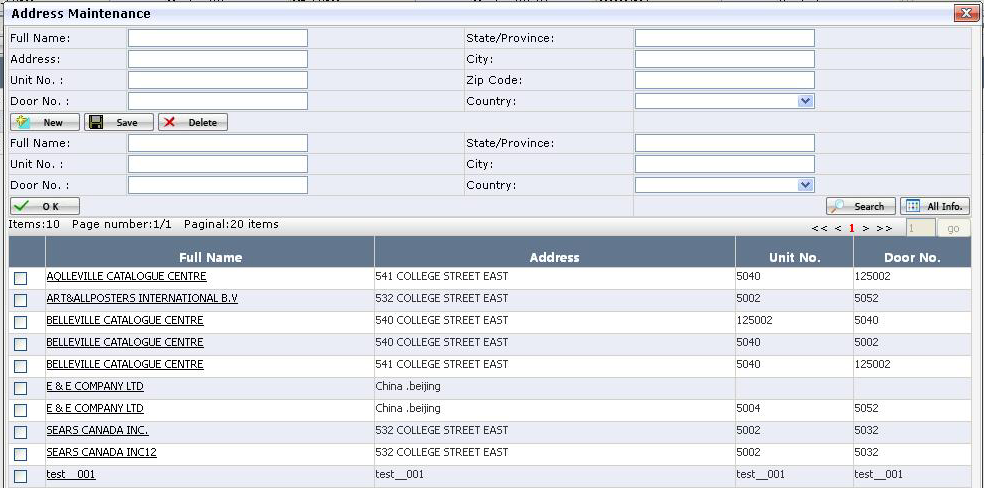 Address Maintenance
Full Name: State/Province:
Address: City:
Unit No. : Zip Code:
Door No. : Country:
New Save Delete
Full Name: State/Province:
Unit No. : City:
Door No. : Country:
O K Search All Info.
Items:10 Page number:1/1 Paginal:20 items << < 1 > >> 1 go
Full Name Address Unit No. Door No.
AQLLEVILLE CATALOGUE CENTRE 541 COLLEGE STREET EAST 5040 125002
ART&ALLPOSTERS INTERNATIONAL B.V 532 COLLEGE STREET EAST 5002 5052
BELLEVILLE CATALOGUE CENTRE 540 COLLEGE STREET EAST 125002 5040
BELLEVILLE CATALOGUE CENTRE 540 COLLEGE STREET EAST 5040 5002
BELLEVILLE CATALOGUE CENTRE 541 COLLEGE STREET EAST 5040 125002
E & E COMPANY LTD China .beijing
E & E COMPANY LTD China .beijing 5004 5052
SEARS CANADA INC. 532 COLLEGE STREET EAST 5002 5032
SEARS CANADA INC12 532 COLLEGE STREET EAST 5002 5032
test__001 test__001 test__001 test__001